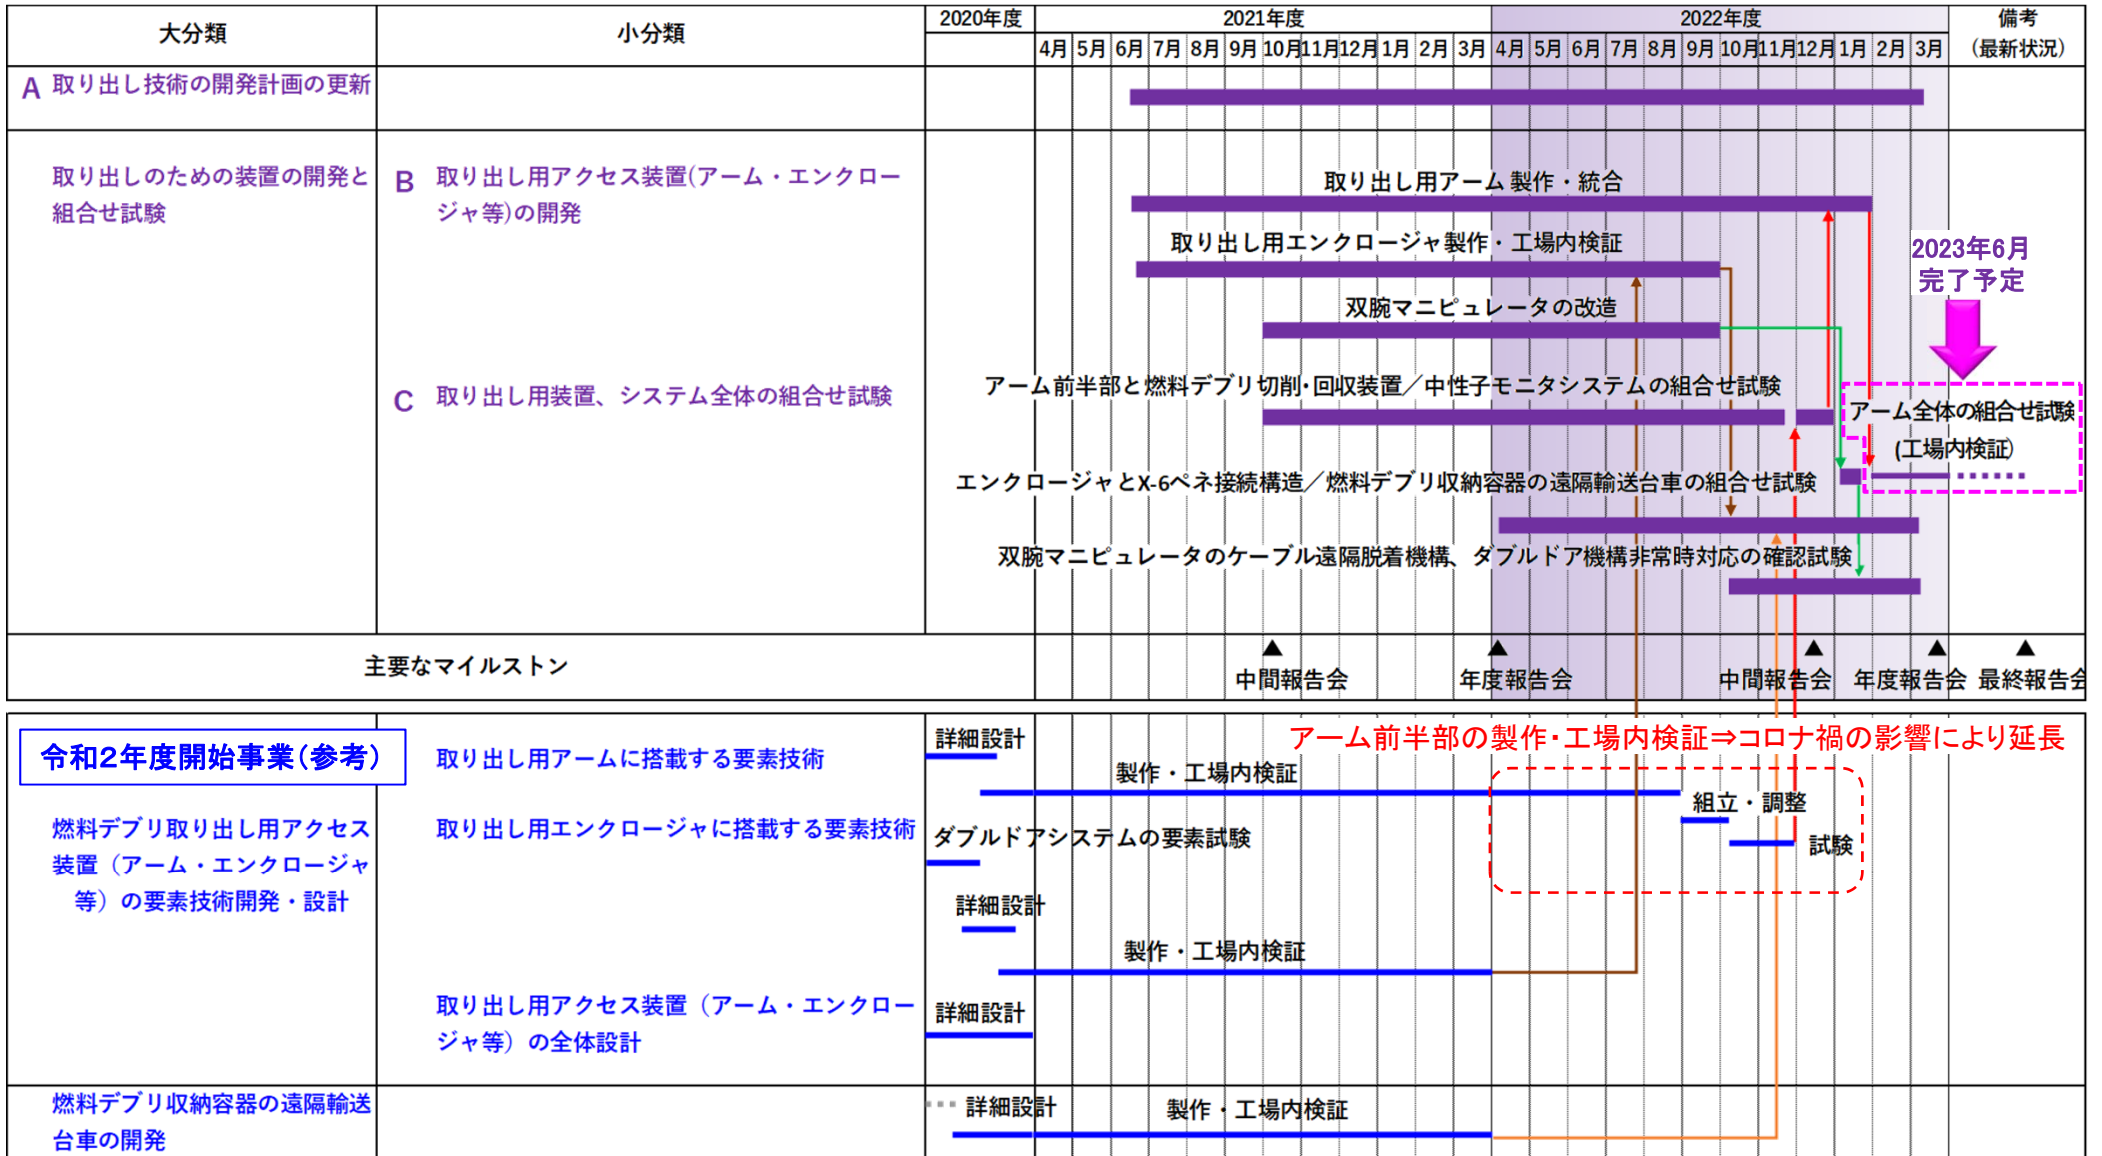 大分類
小分類
2020年度
2021年度
2022年度
備考
（最新状況）
4月 5月 6月 7月 8月 9月 10月 11月 12月 1月 2月 3月 4月 5月 6月 7月 8月 9月 10月 11月 12月 1月 2月 3月
A 取り出し技術の開発計画の更新
取り出しのための装置の開発と
組合せ試験
B 取り出し用アクセス装置(アーム・エンクロー
ジャ等)の開発
取り出し用アーム 製作・統合
取り出し用エンクロージャ製作・工場内検証
2023年6月
完了予定
双腕マニピュレータの改造
C 取り出し用装置、システム全体の組合せ試験
アーム前半部と燃料デブリ切削・回収装置／中性子モニタシステムの組合せ試験
アーム全体の組合せ試験
(工場内検証)
エンクロージャとX-6ペネ接続構造／燃料デブリ収納容器の遠隔輸送台車の組合せ試験
双腕マニピュレータのケーブル遠隔脱着機構、ダブルドア機構非常時対応の確認試験
主要なマイルストン
▲ ▲ ▲ ▲ ▲
中間報告会 年度報告会 中間報告会 年度報告会 最終報告会
令和２年度開始事業（参考）
アーム前半部の製作・工場内検証⇒コロナ禍の影響により延長
取り出し用アームに搭載する要素技術
詳細設計
製作・工場内検証
組立・調整
試験
燃料デブリ取り出し用アクセス
装置（アーム・エンクロージャ
等）の要素技術開発・設計
取り出し用エンクロージャに搭載する要素技術
ダブルドアシステムの要素試験
詳細設計
製作・工場内検証
取り出し用アクセス装置（アーム・エンクロー
ジャ等）の全体設計
詳細設計
燃料デブリ収納容器の遠隔輸送
台車の開発
詳細設計
製作・工場内検証